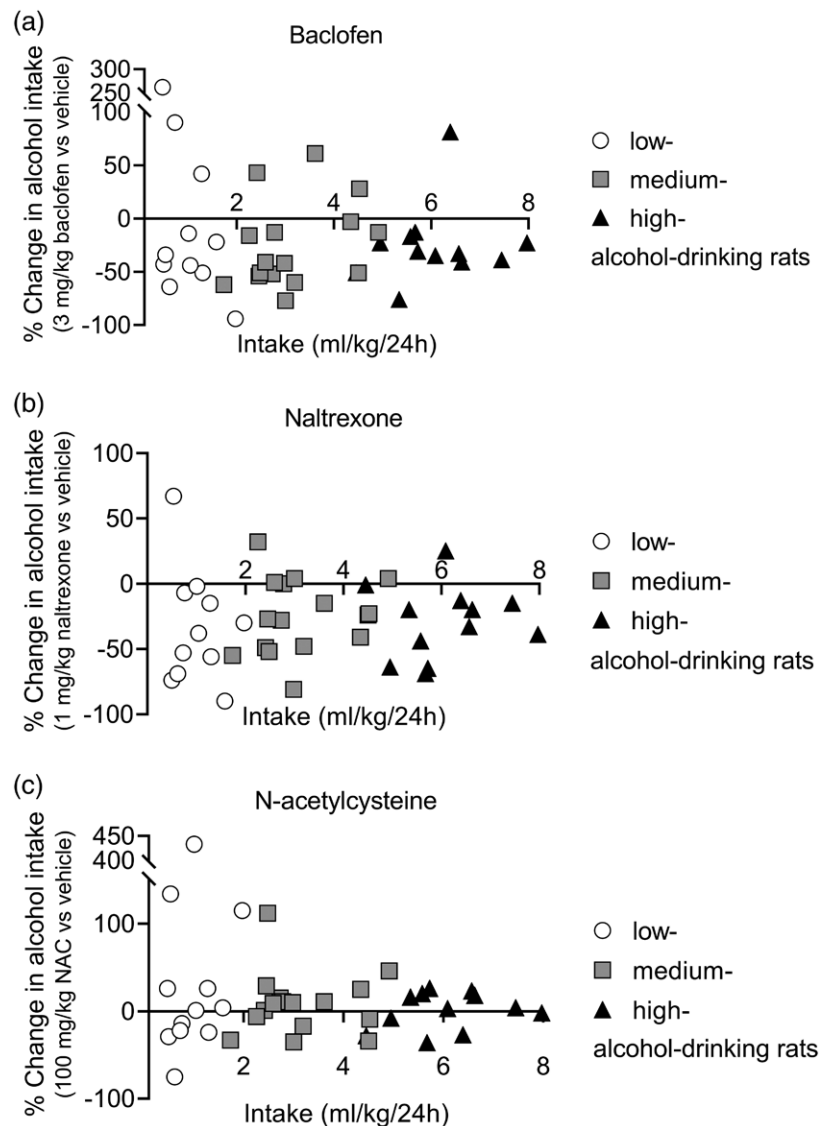 (a)
Baclofen
% Change in alcohol intake
(3 mg/kg baclofen vs vehicle)
300
250
100
50
0
-50
-100
2
4
6
8
Intake (ml/kg/24h)
low-
medium-
high-
alcohol-drinking rats
(b)
Naltrexone
% Change in alcohol intake
(1 mg/kg naltrexone vs vehicle)
100
50
0
-50
-100
2
4
6
8
Intake (ml/kg/24h)
low-
medium-
high-
alcohol-drinking rats
(c)
N-acetylcysteine
% Change in alcohol intake
(100 mg/kg NAC vs vehicle)
450
400
100
0
-100
2
4
6
8
Intake (ml/kg/24h)
low-
medium-
high-
alcohol-drinking rats